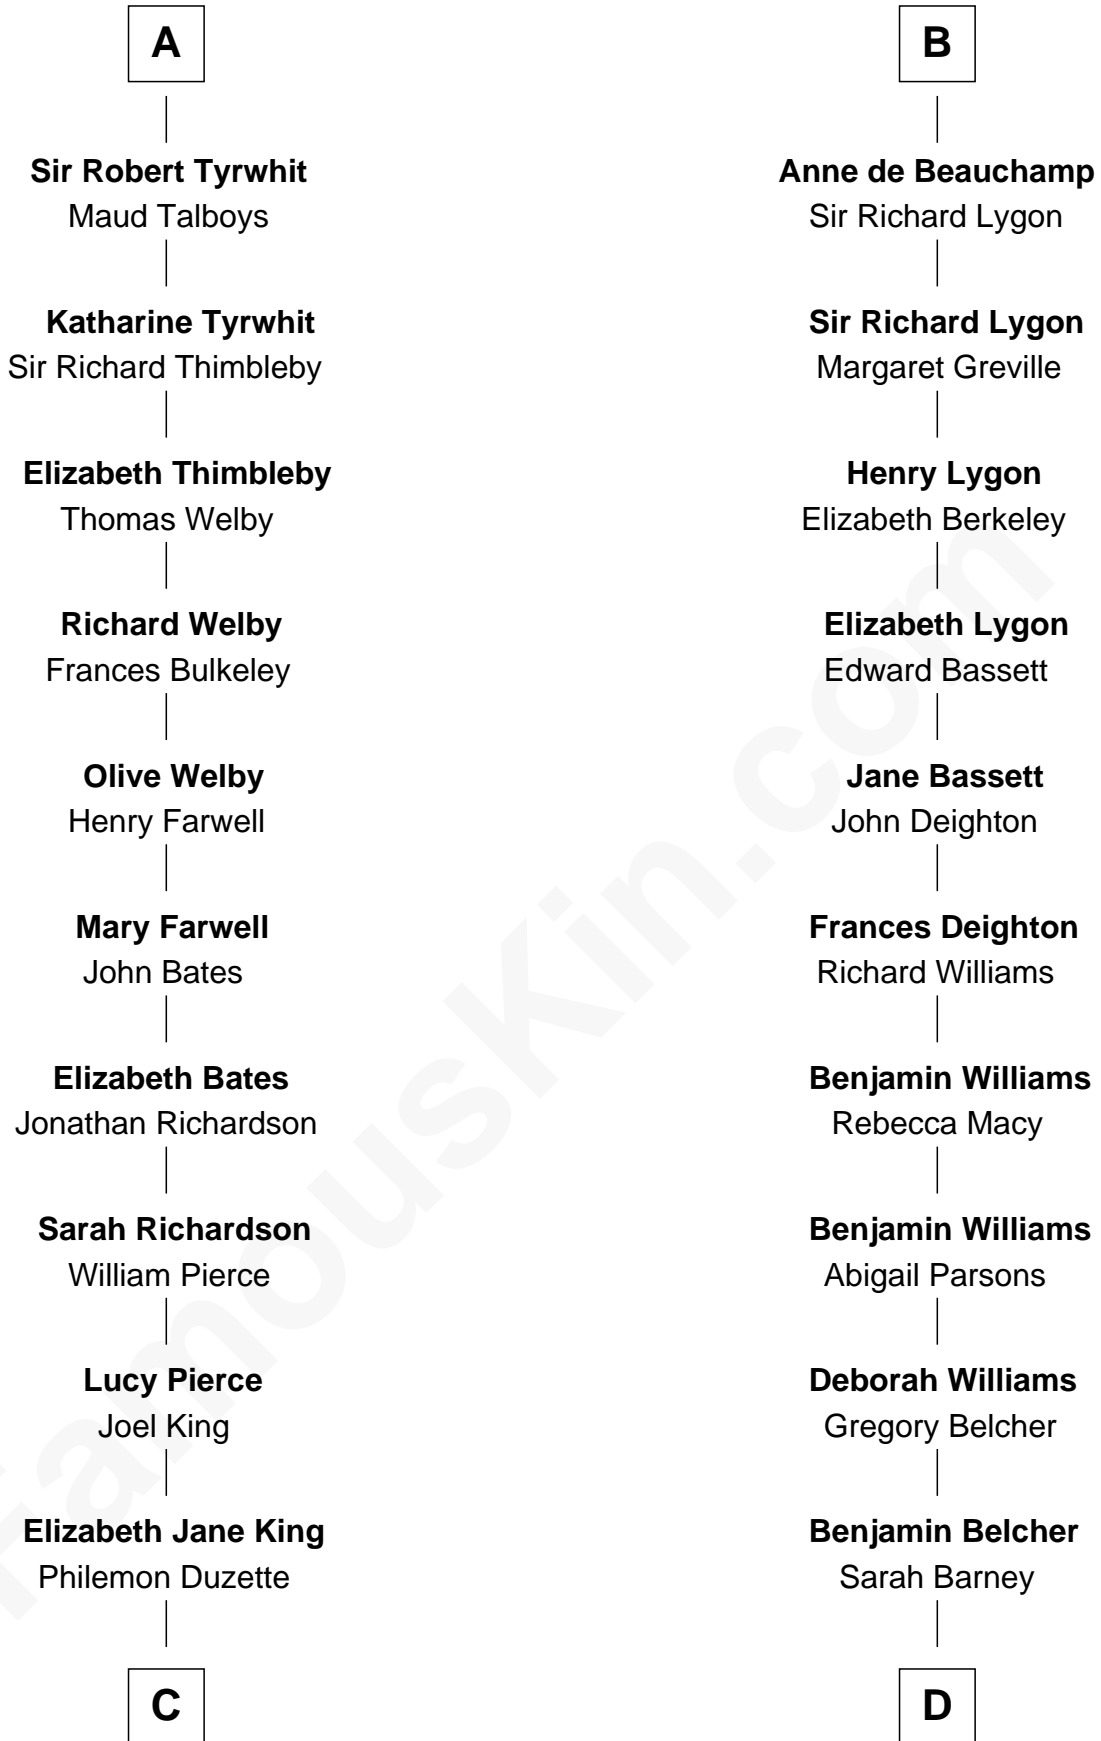 A
Sir Robert Tyrwhit
Maud Talboys
Katharine Tyrwhit
Sir Richard Thimbleby
Elizabeth Thimbleby
Thomas Welby
Richard Welby
Frances Bulkeley
Olive Welby
Henry Farwell
Mary Farwell
John Bates
Elizabeth Bates
Jonathan Richardson
Sarah Richardson
William Pierce
Lucy Pierce
Joel King
Elizabeth Jane King
Philemon Duzette
C
B
Anne de Beauchamp
Sir Richard Lygon
Sir Richard Lygon
Margaret Greville
Henry Lygon
Elizabeth Berkeley
Elizabeth Lygon
Edward Bassett
Jane Bassett
John Deighton
Frances Deighton
Richard Williams
Benjamin Williams
Rebecca Macy
Benjamin Williams
Abigail Parsons
Deborah Williams
Gregory Belcher
Benjamin Belcher
Sarah Barney
D
FamousKin.com